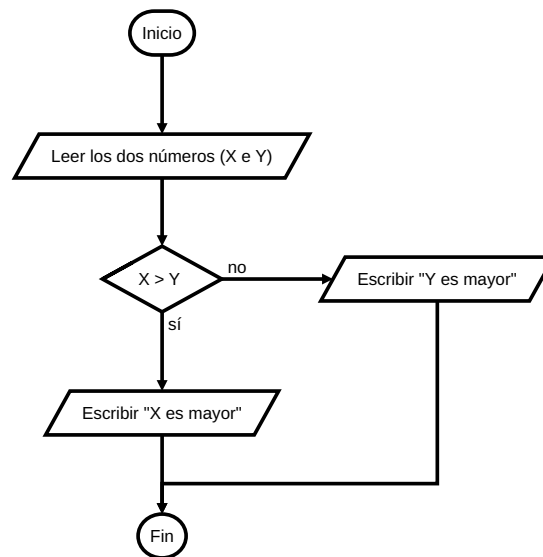 Inicio
Leer los dos números (X e Y)
X > Y
no
Escribir "Y es mayor"
sí
Escribir "X es mayor"
Fin